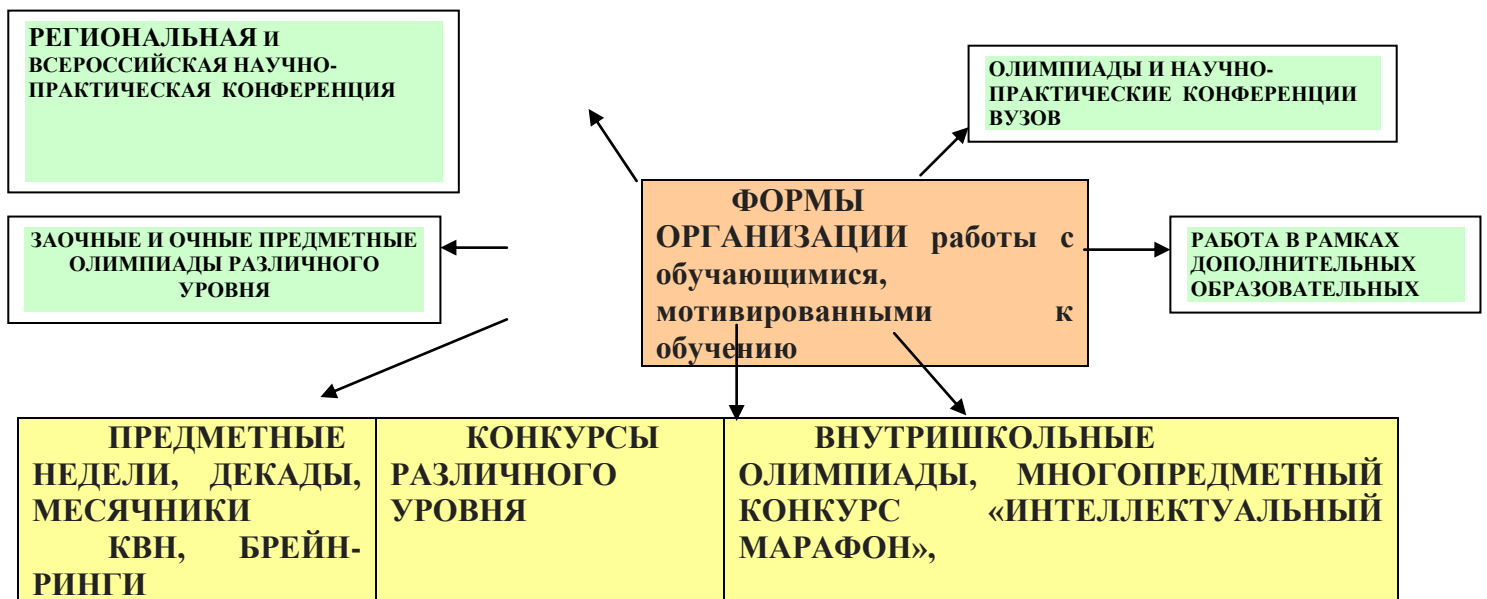 РЕГИОНАЛЬНАЯ И
ВСЕРОССИЙСКАЯ НАУЧНО-
ПРАКТИЧЕСКАЯ КОНФЕРЕНЦИЯ
ОЛИМПИАДЫ И НАУЧНО-
ПРАКТИЧЕСКИЕ КОНФЕРЕНЦИИ
ВУЗОВ
ФОРМЫ
ОРГАНИЗАЦИИ работы с
обучающимися,
мотивированными к
обучению
ЗАОЧНЫЕ И ОЧНЫЕ ПРЕДМЕТНЫЕ
ОЛИМПИАДЫ РАЗЛИЧНОГО
УРОВНЯ
РАБОТА В РАМКАХ
ДОПОЛНИТЕЛЬНЫХ
ОБРАЗОВАТЕЛЬНЫХ
ПРЕДМЕТНЫЕ
НЕДЕЛИ, ДЕКАДЫ,
МЕСЯЧНИКИ
КВН, БРЕЙН-
РИНГИ
КОНКУРСЫ
РАЗЛИЧНОГО
УРОВНЯ
ВНУТРИШКОЛЬНЫЕ
ОЛИМПИАДЫ, МНОГОПРЕДМЕТНЫЙ
КОНКУРС «ИНТЕЛЛЕКТУАЛЬНЫЙ
МАРАФОН»,